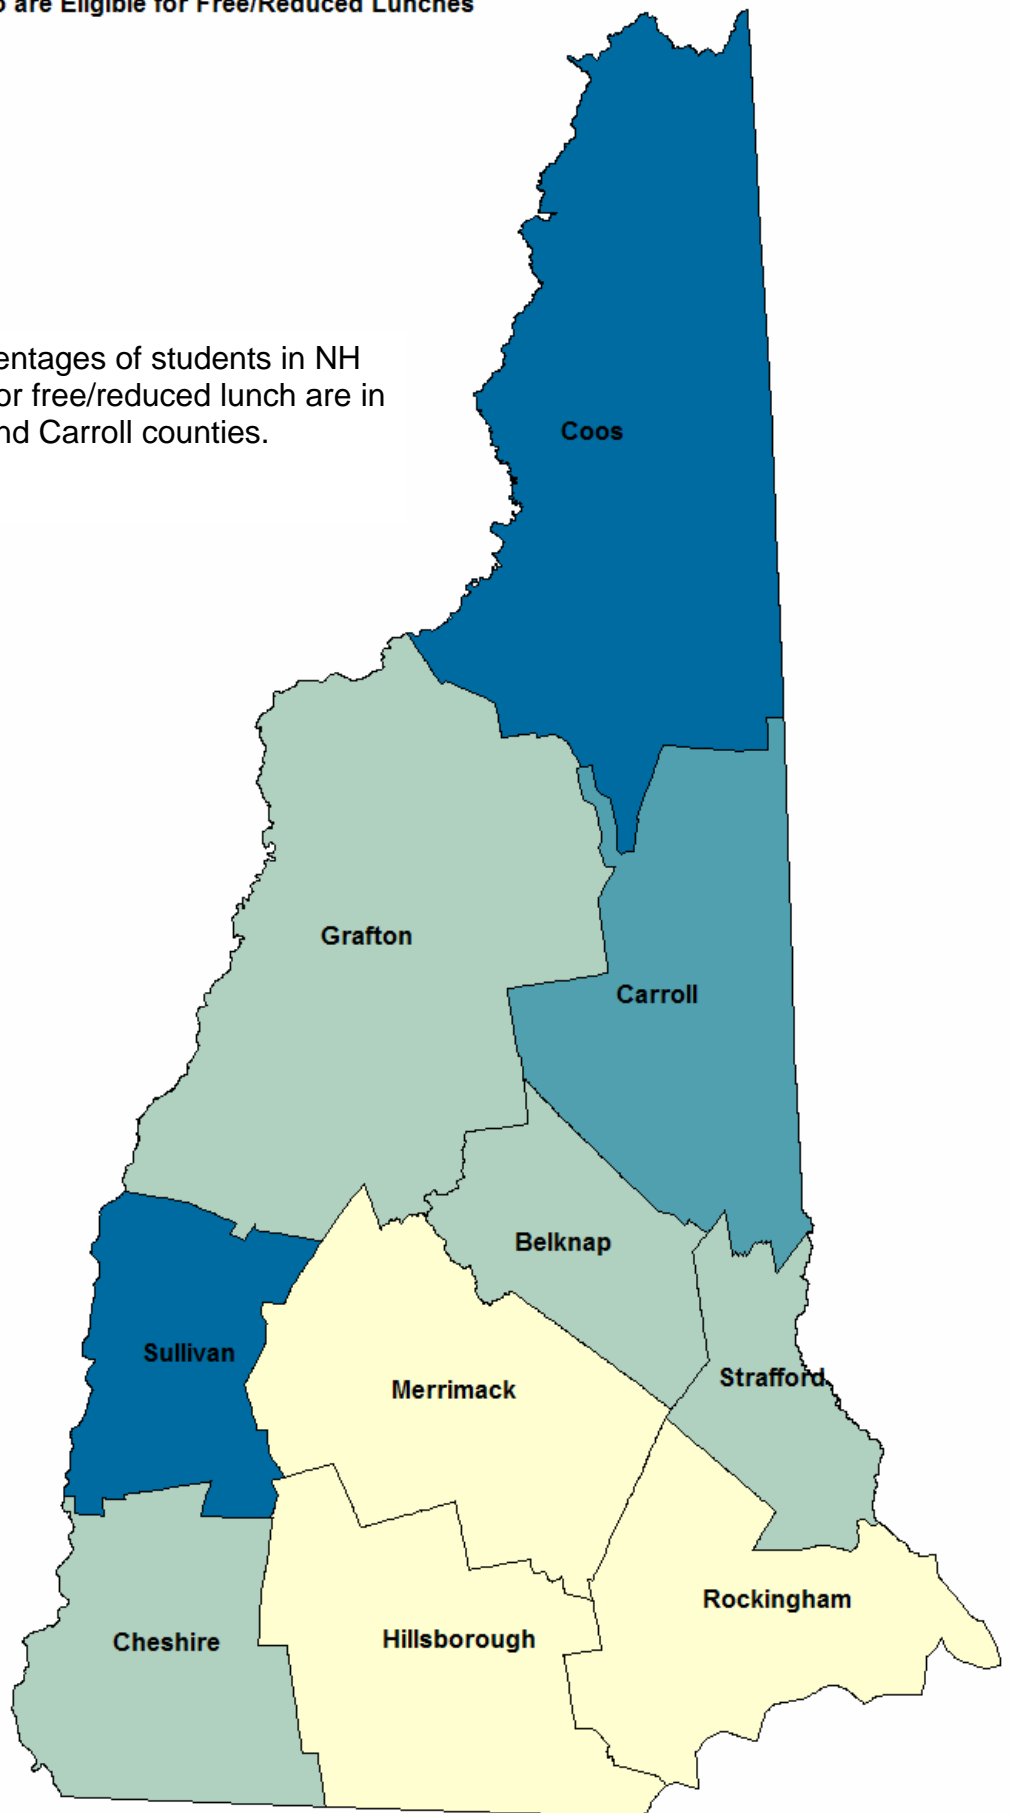 are Eligible for Free/Reduced Lunches
entages of students in NH
or free/reduced lunch are in
nd Carroll counties.
Coos
Grafton
Carroll
Belknap
Sullivan
Merrimack
Strafford
Rockingham
Hillsborough
Cheshire